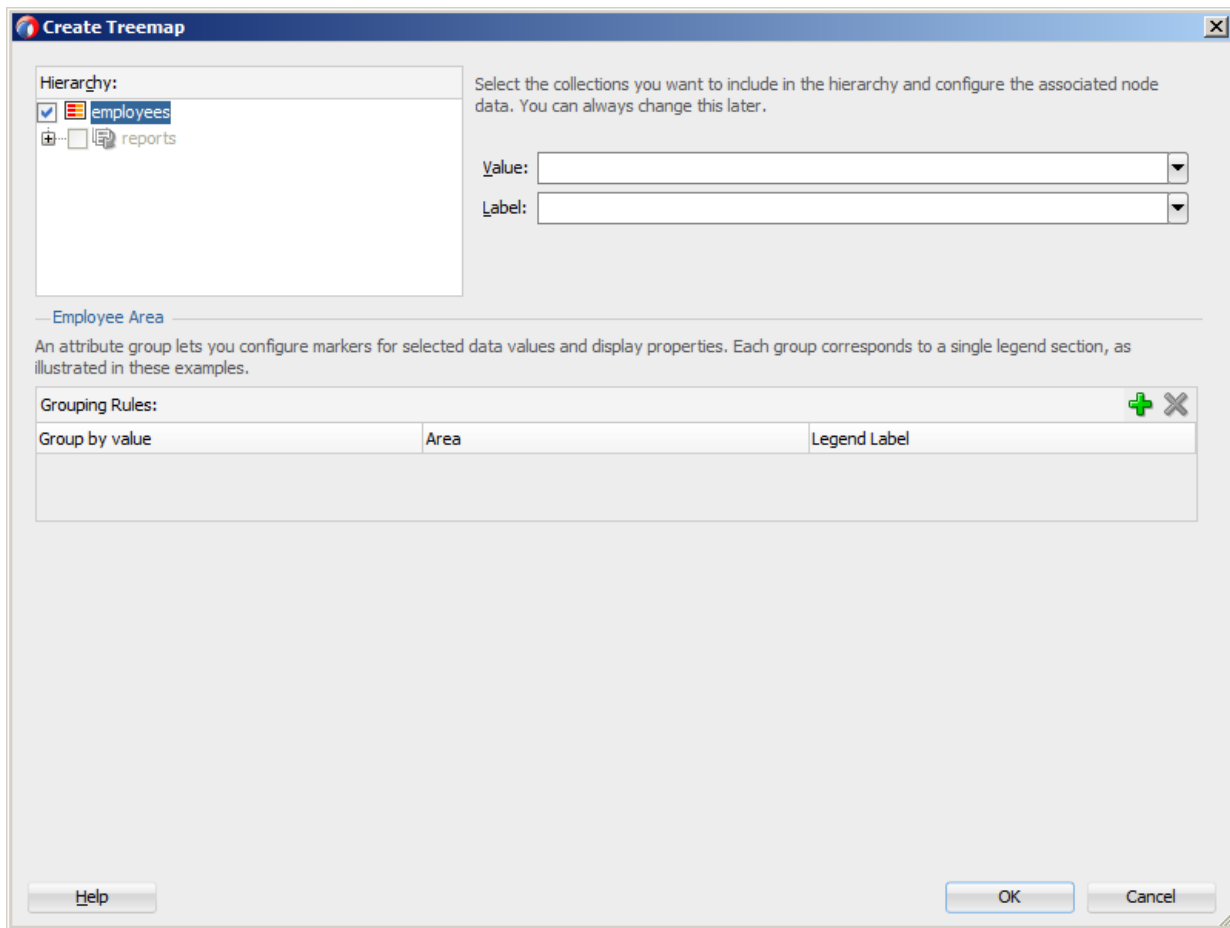 Create Treemap
Hierarchy:
employees
reports
Select the collections you want to include in the hierarchy and configure the associated node
data. You can always change this later.
Value:
Label:
Employee Area
An attribute group lets you configure markers for selected data values and display properties. Each group corresponds to a single legend section, as
illustrated in these examples.
Grouping Rules:
Group by value Area Legend Label
Help OK Cancel